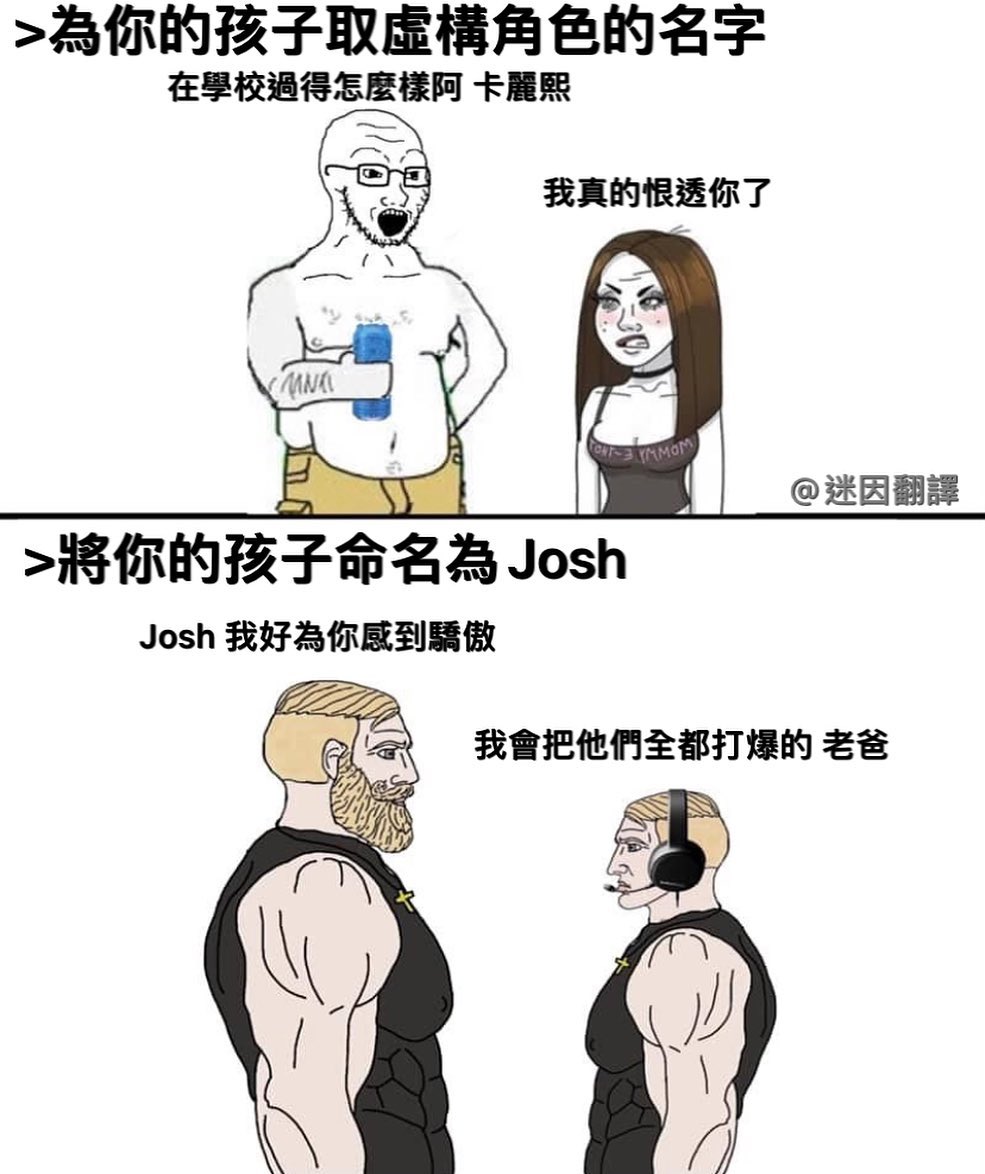 >為你的孩子取虛構角色的名字
在學校過得怎麼樣阿 卡麗熙
我真的恨透你了
@迷因翻譯
>將你的孩子命名為 Josh
Josh 我好為你感到驕傲
我會把他們全都打爆的 老爸